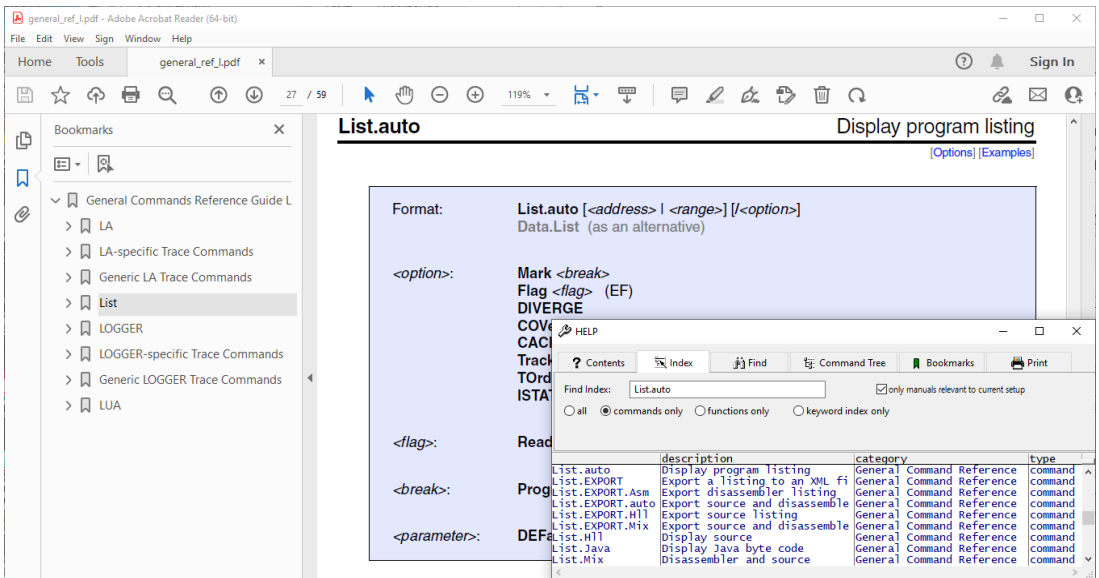 general_ref_l.pdf - Adobe Acrobat Reader (64-bit)
File Edit View Sign Window Help
Home Tools general_ref_l.pdf × Sign In
27 / 59 119%
Bookmarks
General Commands Reference Guide L
LA
LA-specific Trace Commands
Generic LA Trace Commands
List
LOGGER
LOGGER-specific Trace Commands
Generic LOGGER Trace Commands
LUA
List.auto Display program listing
[Options] [Examples]
Format: List.auto [<address> | <range>] [/<option>]
Data.List (as an alternative)
<option>: Mark <break>
Flag <flag> (EF)
DIVERGE
COVe
CACH
Track
TOrd
ISTAT
<flag>: Read
<break>: Prog
<parameter>: DEFa
HELP
? Contents Index Find Command Tree Bookmarks Print
Find Index: List.auto only manuals relevant to current setup
all commands only functions only keyword index only
description category type
List.auto Display program listing General Command Reference command
List.EXPORT Export a listing to an XML fi General Command Reference command
List.EXPORT.Asm Export disassembler listing General Command Reference command
List.EXPORT.auto Export source and disassemble General Command Reference command
List.EXPORT.Hll Export source listing General Command Reference command
List.EXPORT.Mix Export source and disassemble General Command Reference command
List.Hll Display source General Command Reference command
List.Java Display Java byte code General Command Reference command
List.Mix Disassembler and source General Command Reference command